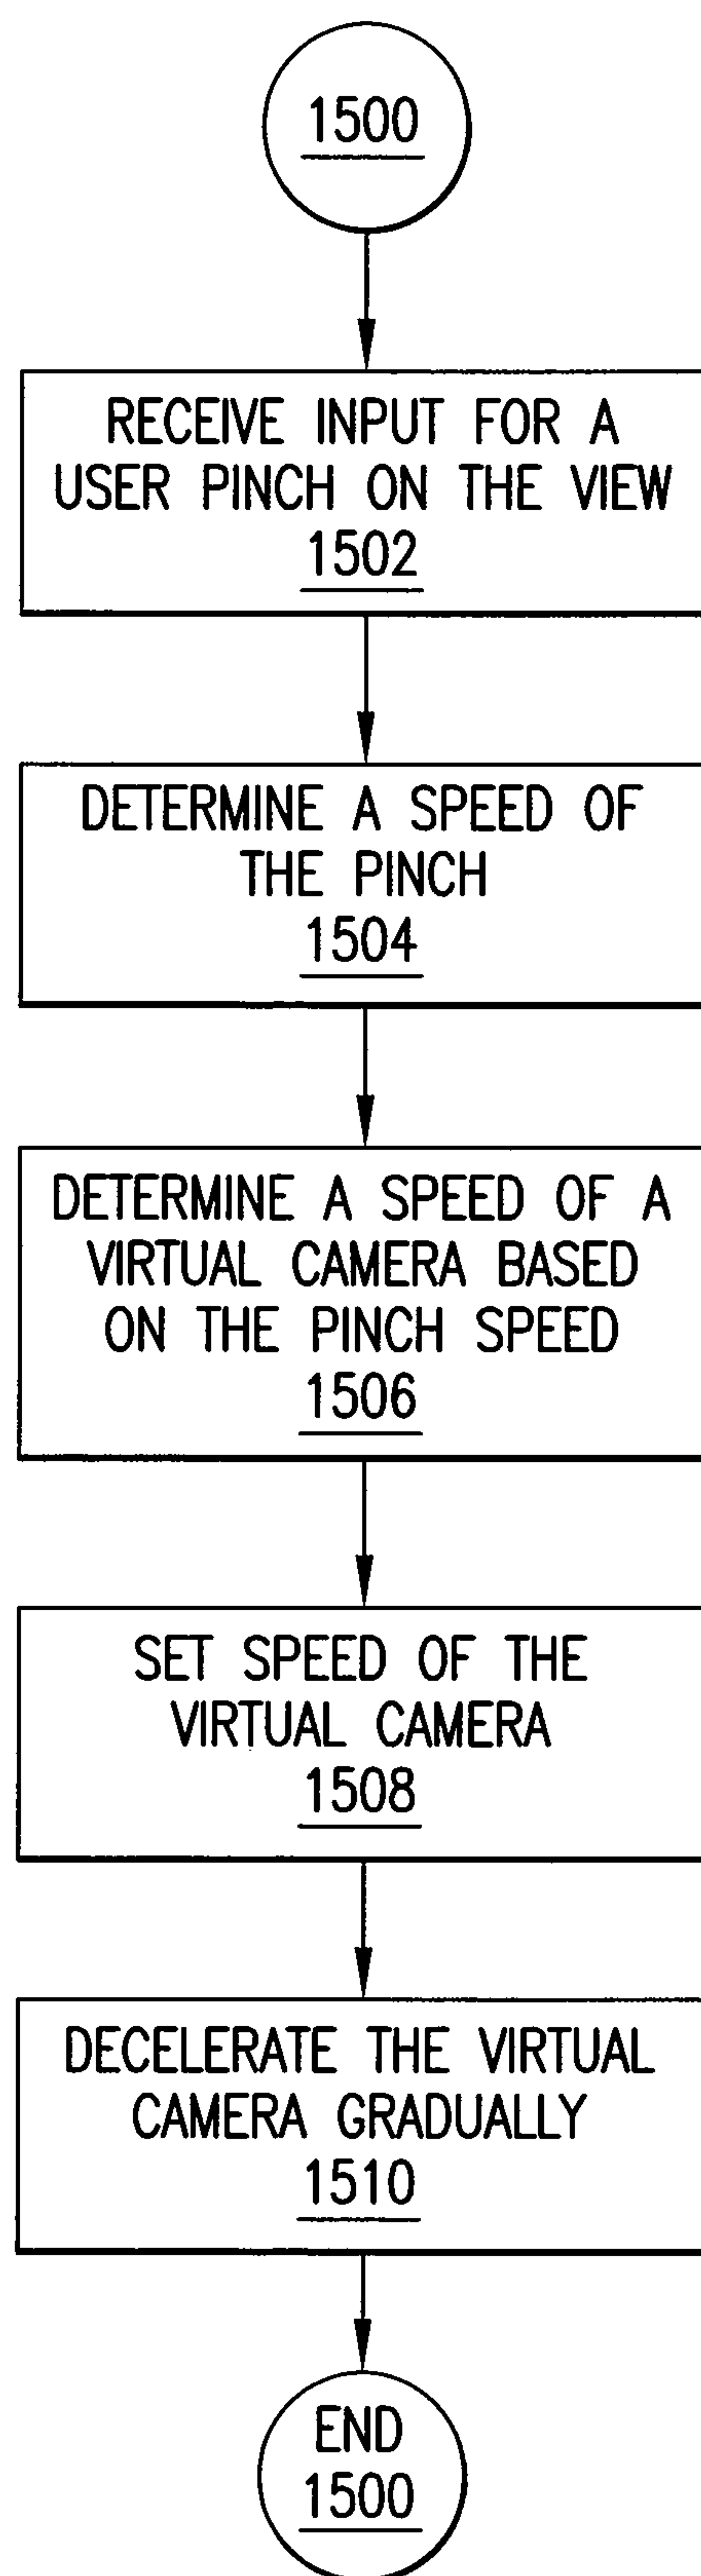 1500
RECEIVE INPUT FOR A
USER PINCH ON THE VIEW
1502
DETERMINE A SPEED OF
THE PINCH
1504
DETERMINE A SPEED OF A
VIRTUAL CAMERA BASED
ON THE PINCH SPEED
1506
SET SPEED OF THE
VIRTUAL CAMERA
1508
DECELERATE THE VIRTUAL
CAMERA GRADUALLY
1510
END
1500